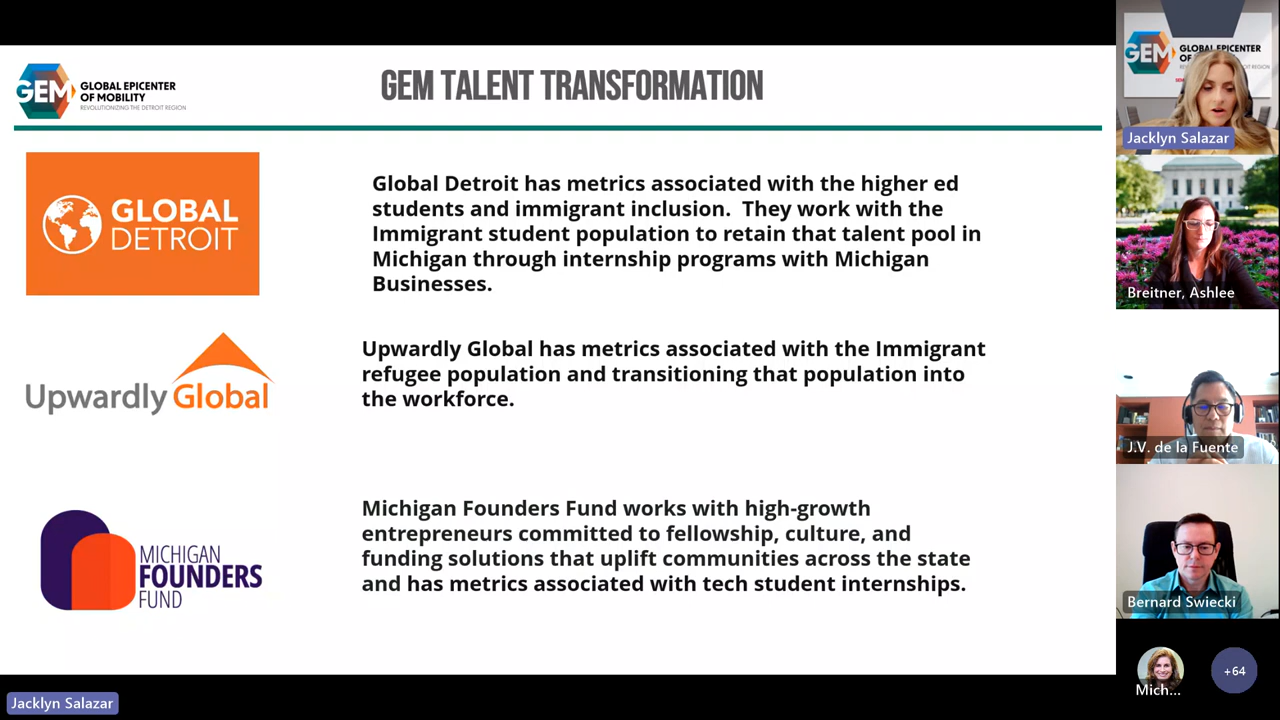 GEM
GLOBAL EPICENTER
OF MOBILITY
REVOLUTIONIZING THE DETROIT REGION
GEM TALENT TRANSFORMATION
GLOBAL
DETROIT
Global Detroit has metrics associated with the higher ed
students and immigrant inclusion.  They work with the
Immigrant student population to retain that talent pool in
Michigan through internship programs with Michigan
Businesses.
Upwardly Global
Upwardly Global has metrics associated with the Immigrant
refugee population and transitioning that population into
the workforce.
MICHIGAN
FOUNDERS
FUND
Michigan Founders Fund works with high-growth
entrepreneurs committed to fellowship, culture, and
funding solutions that uplift communities across the state
and has metrics associated with tech student internships.
Jacklyn Salazar
GEM
GLOBAL EPICENTER
Jacklyn Salazar
Breitner, Ashlee
J.V. de la Fuente
Bernard Swiecki
Mich...
+64